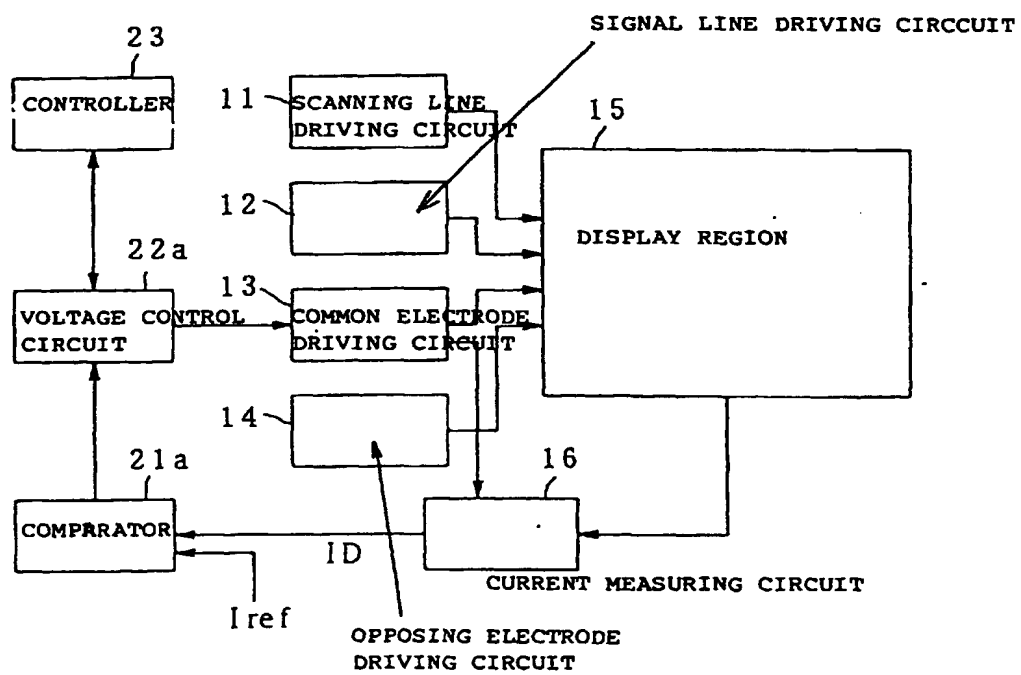 SIGNAL LINE DRIVING CIRCCUIT
23
CONTROLLER
11
SCANNING LINE
DRIVING CIRCUIT
15
12
DISPLAY REGION
22a
VOLTAGE CONTROL
CIRCUIT
13
COMMON ELECTRODE
DRIVING CIRCUIT
14
21a
COMPARATOR
16
ID
Iref
CURRENT MEASURING CIRCUIT
OPPOSING ELECTRODE
DRIVING CIRCUIT